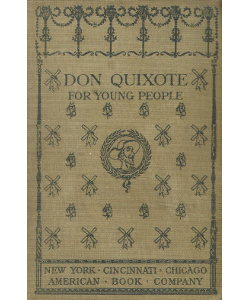 DON QUIXOTE
FOR YOUNG PEOPLE
NEW YORK · CINCINNATI · CHICAGO
AMERICAN · BOOK · COMPANY